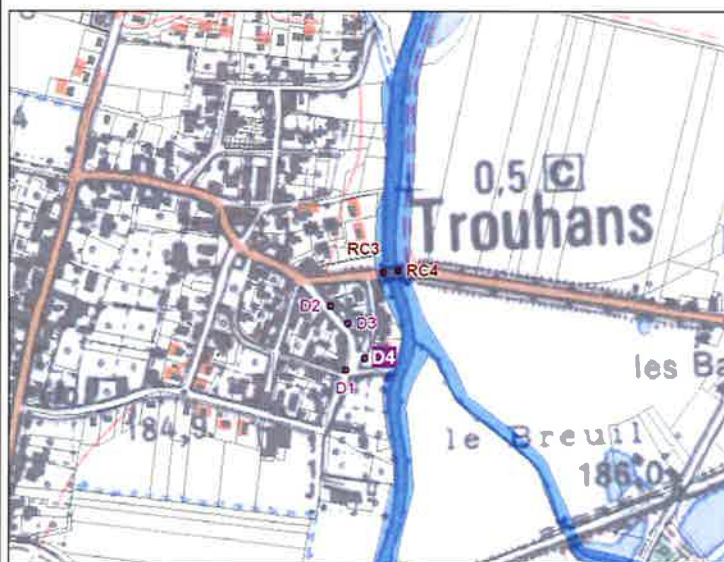 0,5 C
Trouhans
RC3
RC4
D2
D3
D4
D1
les Ba
184,9
le Breuil
186,0